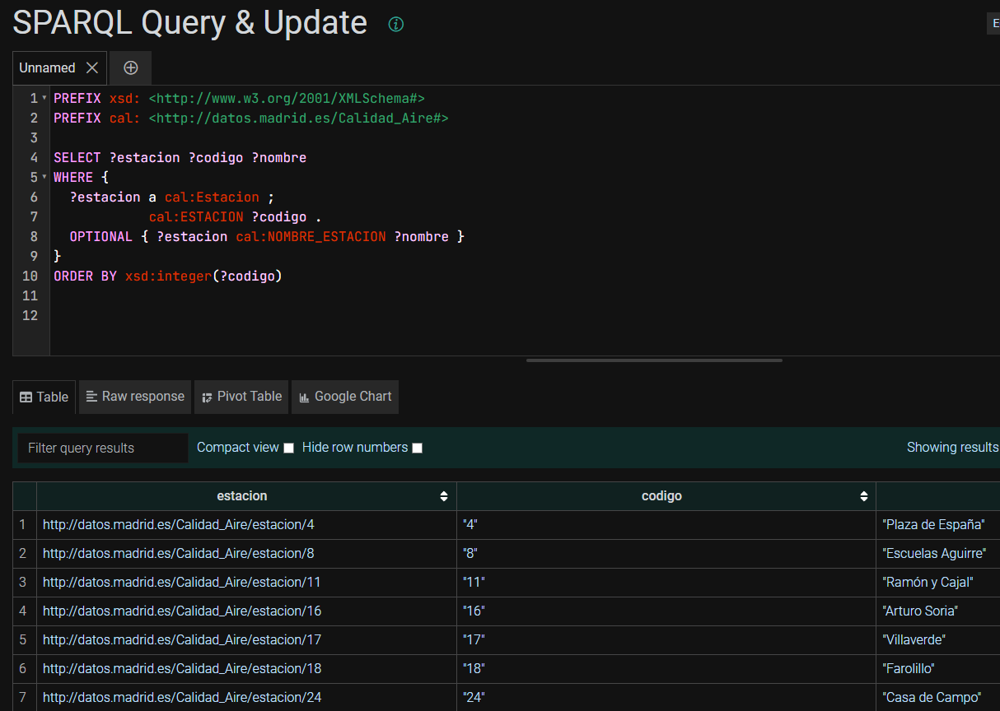 SPARQL Query & Update
E
Unnamed
1 PREFIX xsd: <http://www.w3.org/2001/XMLSchema#>
2 PREFIX cal: <http://datos.madrid.es/Calidad_Aire#>
3
4 SELECT ?estacion ?codigo ?nombre
5 WHERE {
6 ?estacion a cal:Estacion ;
7 cal:ESTACION ?codigo .
8 OPTIONAL { ?estacion cal:NOMBRE_ESTACION ?nombre }
9 }
10 ORDER BY xsd:integer(?codigo)
11
12
Table Raw response Pivot Table Google Chart
Filter query results Compact view Hide row numbers Showing results
estacion codigo
1 http://datos.madrid.es/Calidad_Aire/estacion/4 "4" "Plaza de España"
2 http://datos.madrid.es/Calidad_Aire/estacion/8 "8" "Escuelas Aguirre"
3 http://datos.madrid.es/Calidad_Aire/estacion/11 "11" "Ramón y Cajal"
4 http://datos.madrid.es/Calidad_Aire/estacion/16 "16" "Arturo Soria"
5 http://datos.madrid.es/Calidad_Aire/estacion/17 "17" "Villaverde"
6 http://datos.madrid.es/Calidad_Aire/estacion/18 "18" "Farolillo"
7 http://datos.madrid.es/Calidad_Aire/estacion/24 "24" "Casa de Campo"